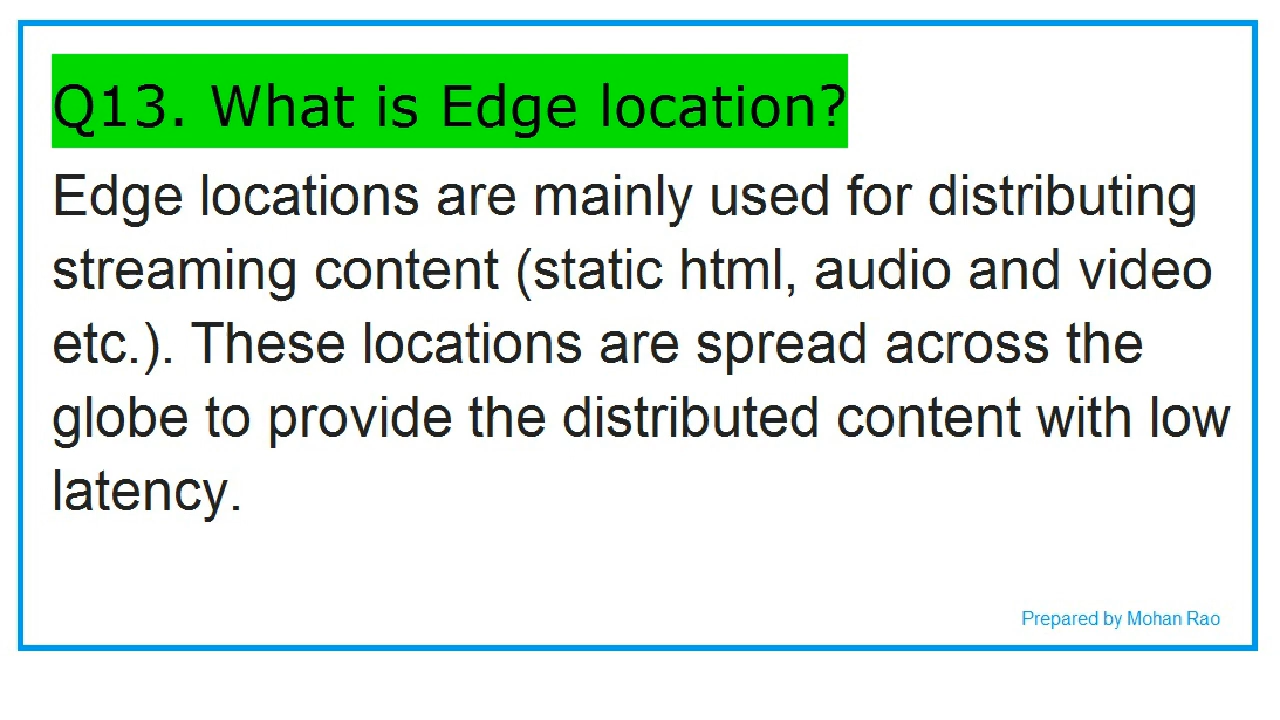 Q13. What is Edge location?
Edge locations are mainly used for distributing
streaming content (static html, audio and video
etc.). These locations are spread across the
globe to provide the distributed content with low
latency.
Prepared by Mohan Rao